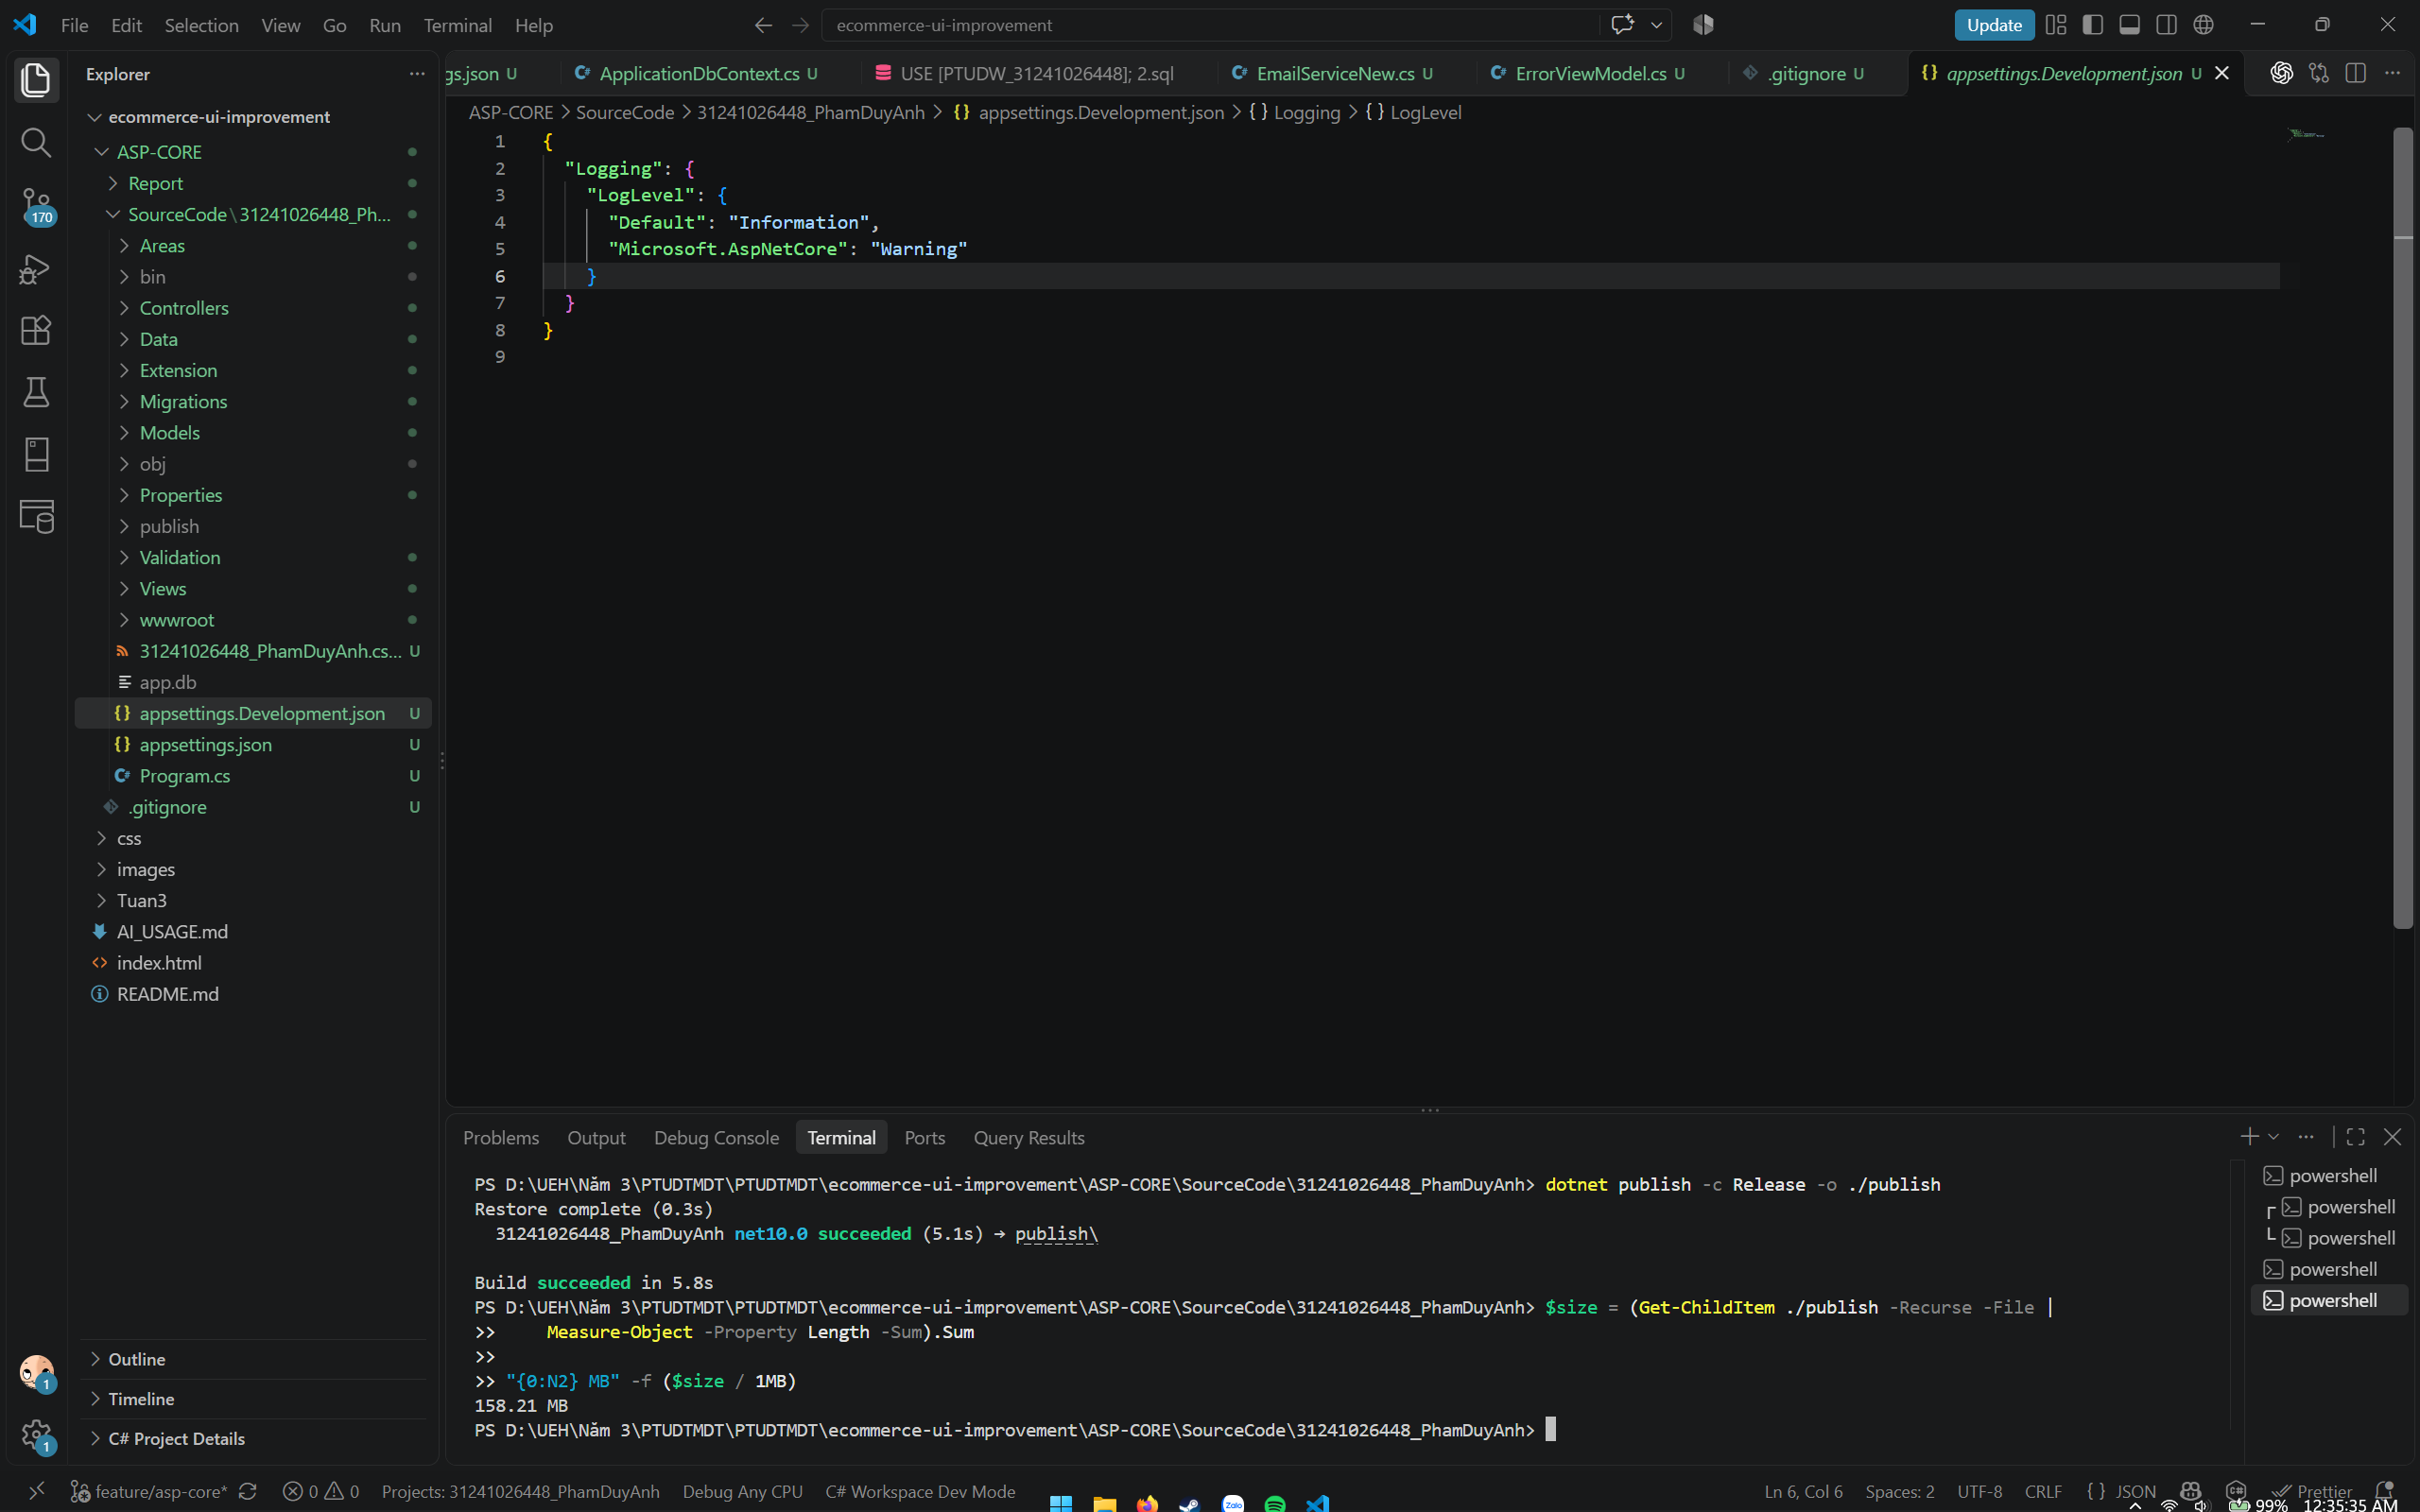 File Edit Selection View Go Run Terminal Help
ecommerce-ui-improvement
Update
Explorer
ecommerce-ui-improvement
ASP-CORE
Report
SourceCode\31241026448_Ph...
Areas
bin
Controllers
Data
Extension
Migrations
Models
obj
Properties
publish
Validation
Views
wwwroot
31241026448_PhamDuyAnh.cs... U
app.db
appsettings.Development.json U
appsettings.json U
Program.cs U
.gitignore U
css
images
Tuan3
AI_USAGE.md
index.html
README.md
Outline
Timeline
C# Project Details
170
1
1
gs.json U ApplicationDbContext.cs U USE [PTUDW_31241026448]; 2.sql EmailServiceNew.cs U ErrorViewModel.cs U .gitignore U {} appsettings.Development.json U
ASP-CORE > SourceCode > 31241026448_PhamDuyAnh > {} appsettings.Development.json > {} Logging > {} LogLevel
1 {
2 "Logging": {
3 "LogLevel": {
4 "Default": "Information",
5 "Microsoft.AspNetCore": "Warning"
6 }
7 }
8 }
9
Problems Output Debug Console Terminal Ports Query Results
PS D:\UEH\Năm 3\PTUDTMDT\PTUDTMDT\ecommerce-ui-improvement\ASP-CORE\SourceCode\31241026448_PhamDuyAnh> dotnet publish -c Release -o ./publish
Restore complete (0.3s)
31241026448_PhamDuyAnh net10.0 succeeded (5.1s) → publish\
Build succeeded in 5.8s
PS D:\UEH\Năm 3\PTUDTMDT\PTUDTMDT\ecommerce-ui-improvement\ASP-CORE\SourceCode\31241026448_PhamDuyAnh> $size = (Get-ChildItem ./publish -Recurse -File |
>> Measure-Object -Property Length -Sum).Sum
>>
>> "{0:N2} MB" -f ($size / 1MB)
158.21 MB
PS D:\UEH\Năm 3\PTUDTMDT\PTUDTMDT\ecommerce-ui-improvement\ASP-CORE\SourceCode\31241026448_PhamDuyAnh>
powershell
powershell
powershell
powershell
powershell
feature/asp-core* 0 0 Projects: 31241026448_PhamDuyAnh Debug Any CPU C# Workspace Dev Mode
Ln 6, Col 6 Spaces: 2 UTF-8 CRLF {} JSON Prettier
Zalo
99% 12:35:35 AM